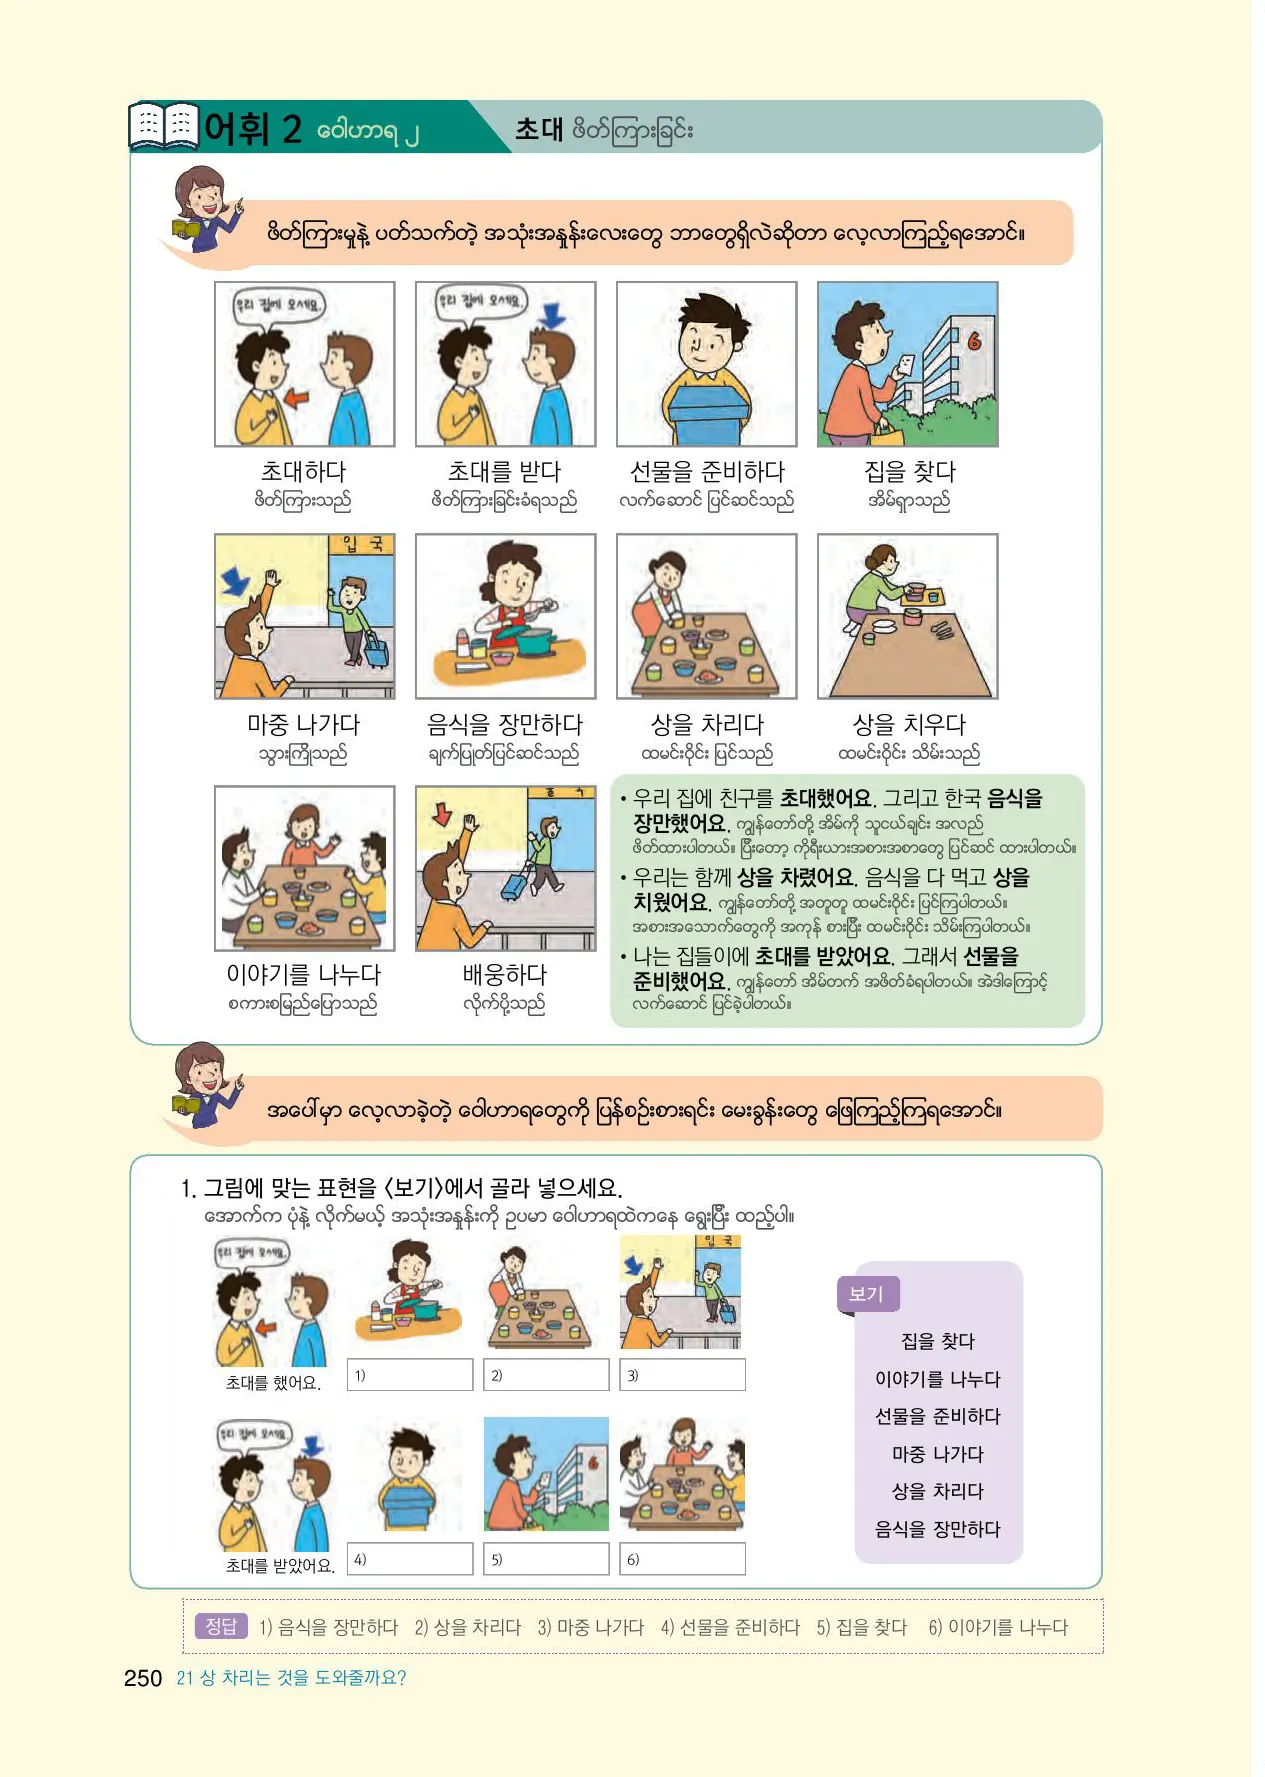 어휘 2 ဝေါဟာရ ၂ 초대 ဖိတ်ကြားခြင်း
ဖိတ်ကြားမှုနဲ့ ပတ်သက်တဲ့ အသုံးအနှုန်းလေးတွေ ဘာတွေရှိလဲဆိုတာ လေ့လာကြည့်ရအောင်။
우리 집에 오세요. 우리 집에 오세요.
6
초대하다 초대를 받다 선물을 준비하다 집을 찾다
ဖိတ်ကြားသည် ဖိတ်ကြားခြင်းခံရသည် လက်ဆောင် ပြင်ဆင်သည် အိမ်ရှာသည်
입 국
마중 나가다 음식을 장만하다 상을 차리다 상을 치우다
သွားကြိုသည် ချက်ပြုတ်ပြင်ဆင်သည် ထမင်းဝိုင်း ပြင်သည် ထမင်းဝိုင်း သိမ်းသည်
이야기를 나누다 배웅하다
စကားစမြည်ပြောသည် လိုက်ပို့သည်
• 우리 집에 친구를 초대했어요. 그리고 한국 음식을
장만했어요. ကျွန်တော်တို့ အိမ်ကို သူငယ်ချင်း အလည်
ဖိတ်ထားပါတယ်။ ပြီးတော့ ကိုရီးယားအစားအစာတွေ ပြင်ဆင် ထားပါတယ်။
• 우리는 함께 상을 차렸어요. 음식을 다 먹고 상을
치웠어요. ကျွန်တော်တို့ အတူတူ ထမင်းဝိုင်း ပြင်ကြပါတယ်။
အစားအသောက်တွေကို အကုန် စားပြီး ထမင်းဝိုင်း သိမ်းကြပါတယ်။
• 나는 집들이에 초대를 받았어요. 그래서 선물을
준비했어요. ကျွန်တော် အိမ်တက် အဖိတ်ခံရပါတယ်။ အဲဒါကြောင့်
လက်ဆောင် ပြင်ခဲ့ပါတယ်။
အပေါ်မှာ လေ့လာခဲ့တဲ့ ဝေါဟာရတွေကို ပြန်စဉ်းစားရင်း မေးခွန်းတွေ ဖြေကြည့်ကြရအောင်။
1. 그림에 맞는 표현을 〈보기〉에서 골라 넣으세요.
အောက်က ပုံနဲ့ လိုက်မယ့် အသုံးအနှုန်းကို ဥပမာ ဝေါဟာရထဲကနေ ရွေးပြီး ထည့်ပါ။
우리 집에 오세요.
입 국
초대를 했어요. 1) 2) 3)
우리 집에 오세요.
6
초대를 받았어요. 4) 5) 6)
보기
집을 찾다
이야기를 나누다
선물을 준비하다
마중 나가다
상을 차리다
음식을 장만하다
정답 1) 음식을 장만하다 2) 상을 차리다 3) 마중 나가다 4) 선물을 준비하다 5) 집을 찾다 6) 이야기를 나누다
250 21 상 차리는 것을 도와줄까요?